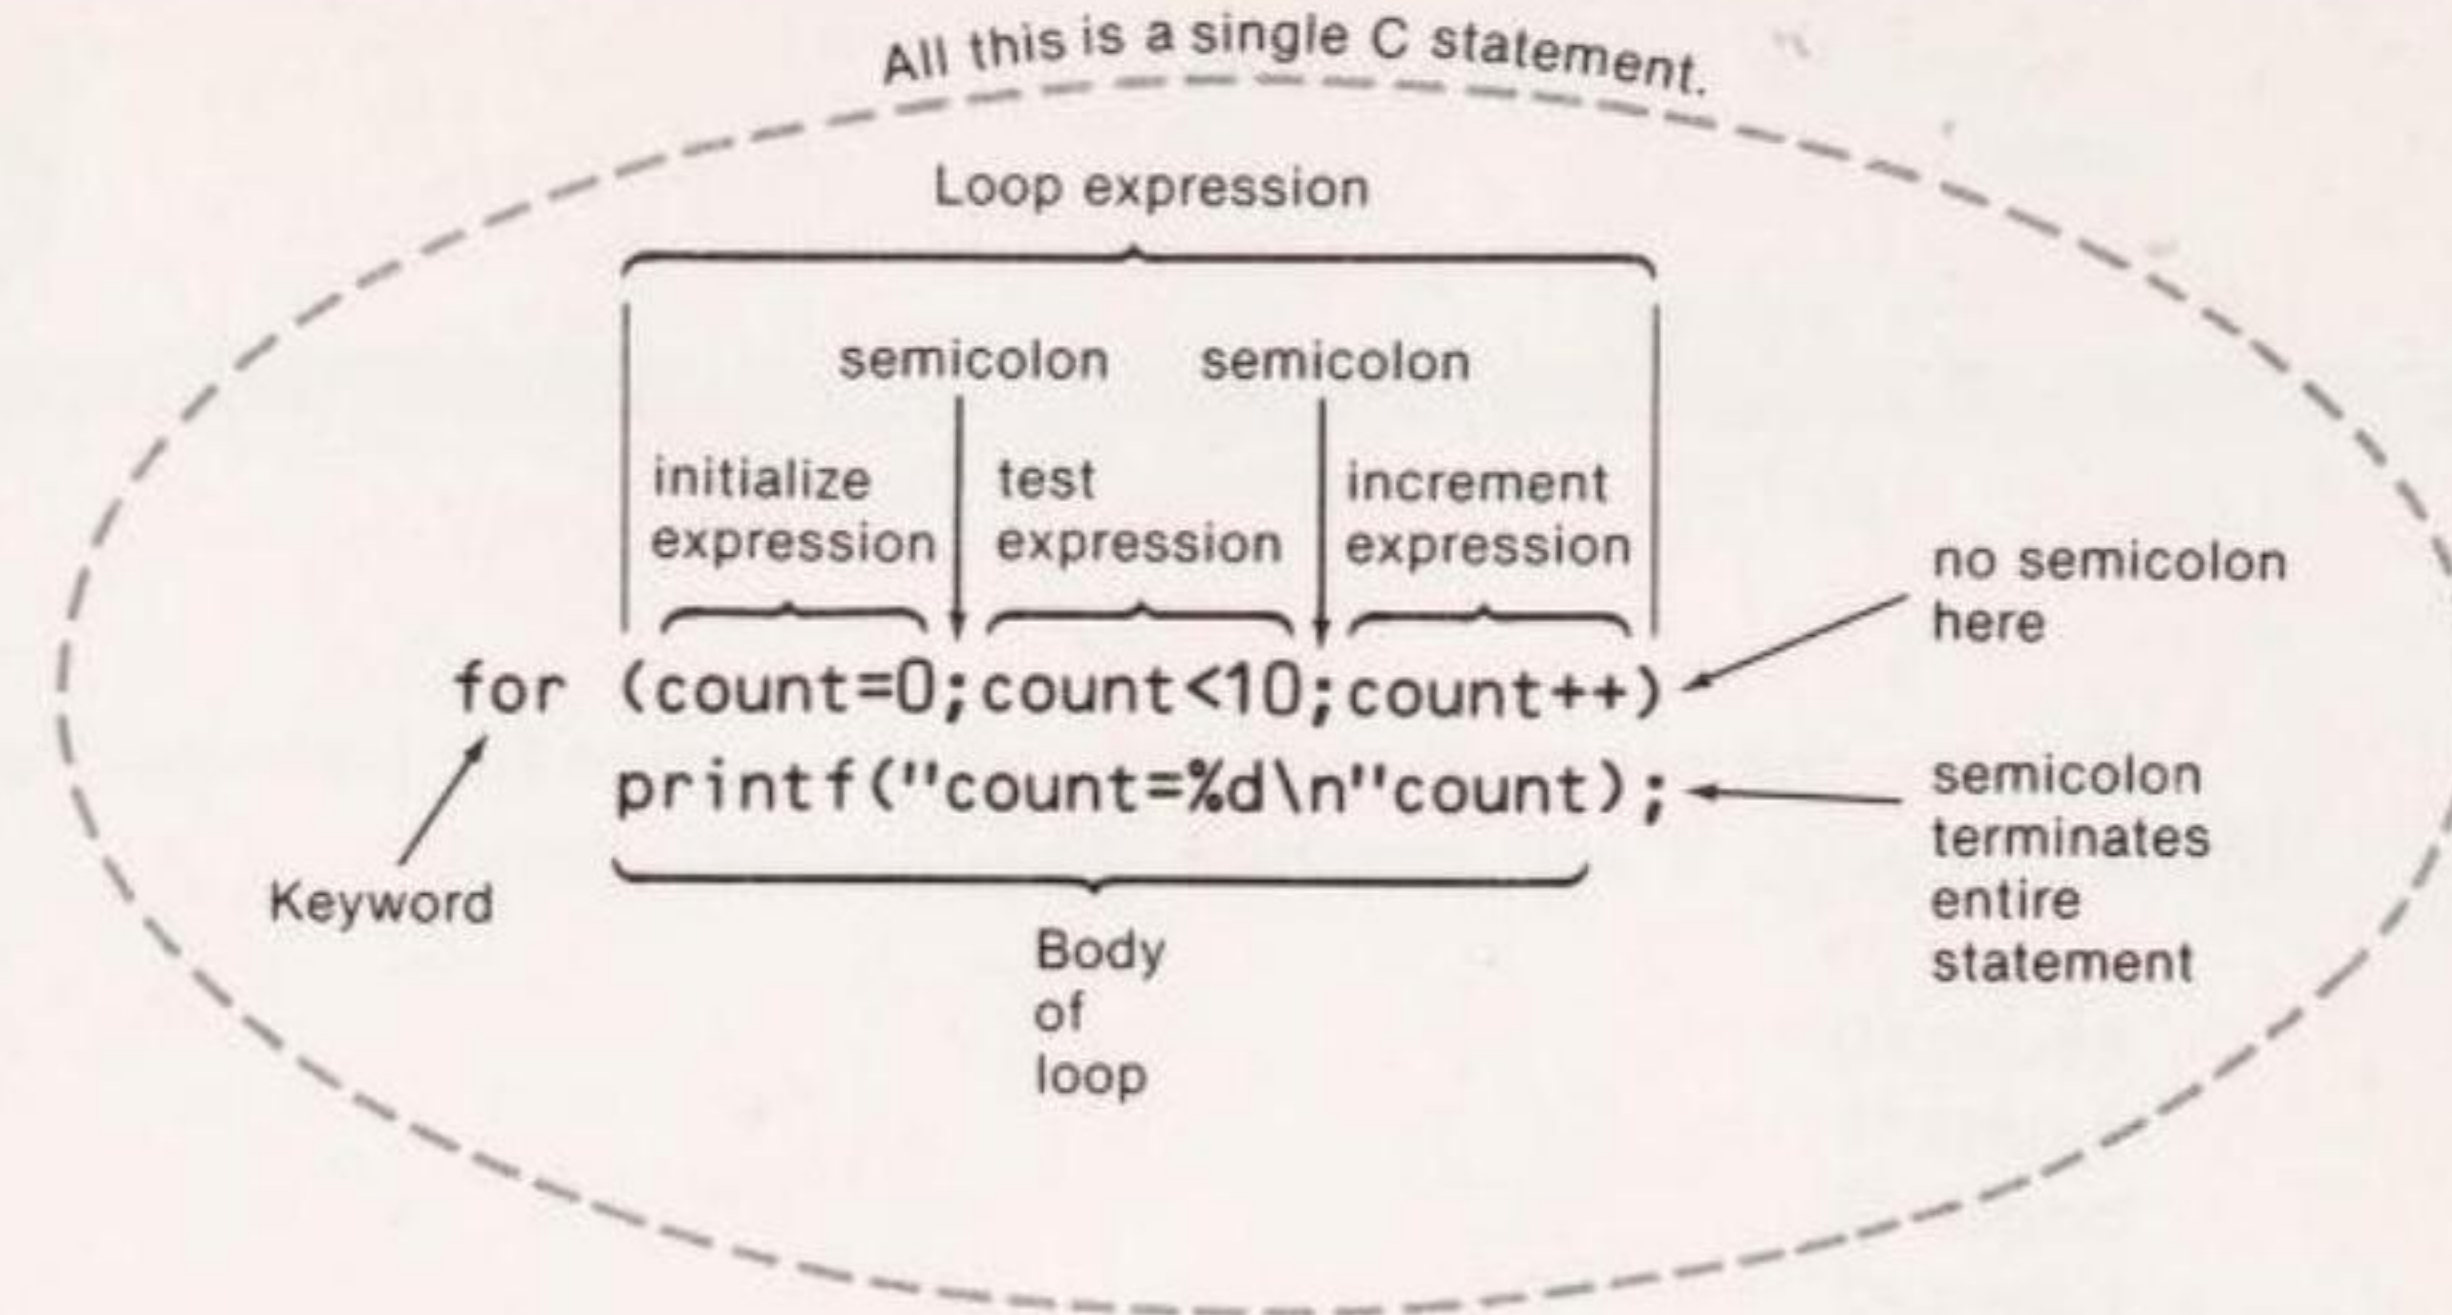 All this is a single C statement.
Loop expression
semicolon semicolon
initialize expression
test expression
increment expression
no semicolon
here
for (count=0;count<10;count++)
printf("count=%d\n"count);
Keyword
semicolon
terminates
entire
statement
Body
of
loop